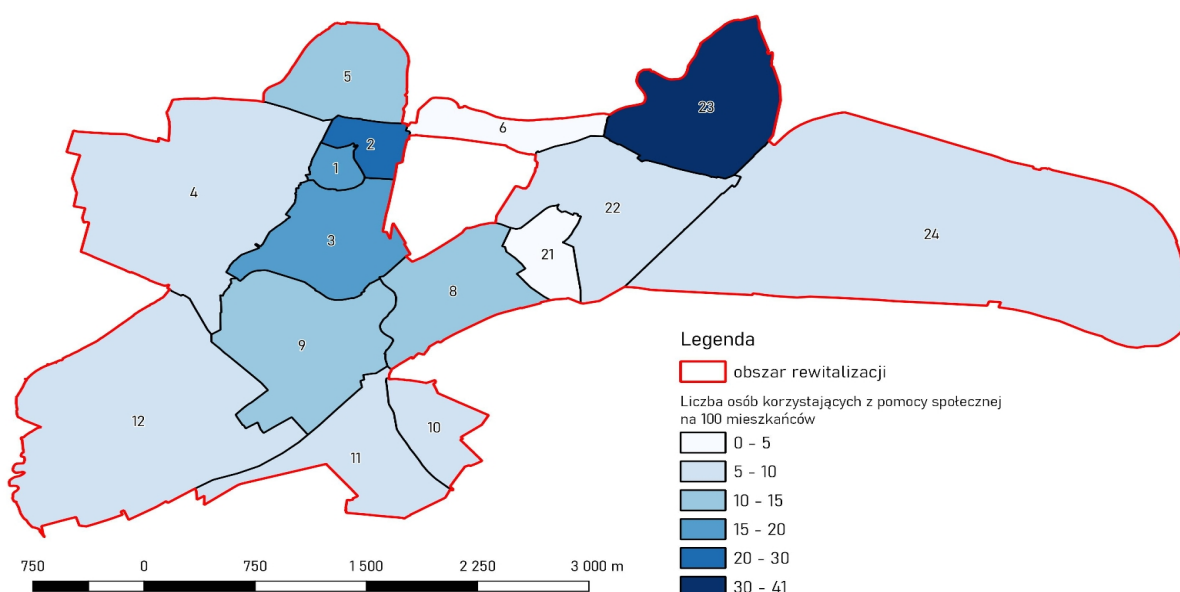 5
23
6
2
1
4
22
3
24
21
8
9
12
10
11
Legenda
obszar rewitalizacji
Liczba osób korzystających z pomocy społecznej
na 100 mieszkańców
0 - 5
5 - 10
10 - 15
15 - 20
20 - 30
30 - 41
750 0 750 1 500 2 250 3 000 m